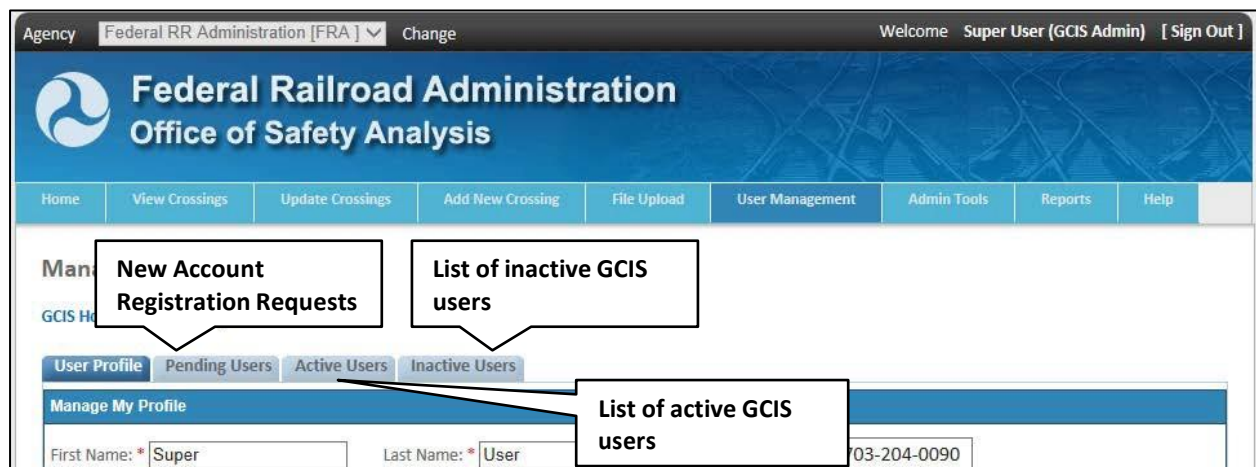 Agency Federal RR Administration [FRA ] Change Welcome Super User (GCIS Admin) [ Sign Out ]
Federal Railroad Administration
Office of Safety Analysis
Home View Crossings Update Crossings Add New Crossing File Upload User Management Admin Tools Reports Help
New Account
Registration Requests
List of inactive GCIS
users
GCIS
User Profile Pending Users Active Users Inactive Users
Manage My Profile
List of active GCIS
users
First Name: * Super Last Name: * User 703-204-0090